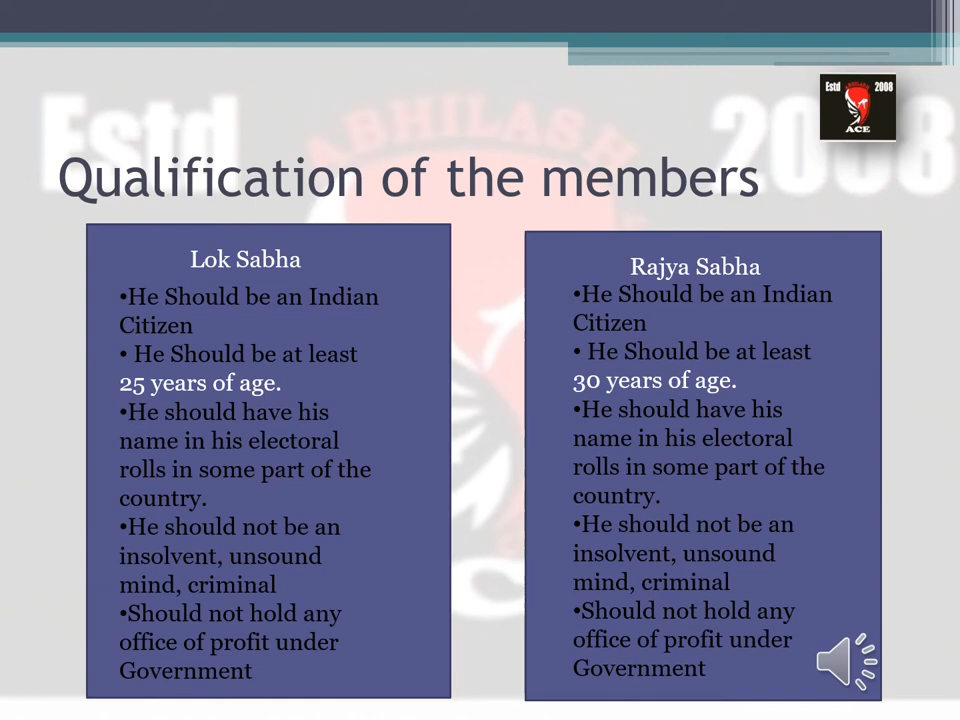 Estd 2008
ABHILASH
ACE
Estd 2008
ABHILASH
Qualification of the members
Lok Sabha
•He Should be an Indian
Citizen
• He Should be at least
25 years of age.
•He should have his
name in his electoral
rolls in some part of the
country.
•He should not be an
insolvent, unsound
mind, criminal
•Should not hold any
office of profit under
Government
Rajya Sabha
•He Should be an Indian
Citizen
• He Should be at least
30 years of age.
•He should have his
name in his electoral
rolls in some part of the
country.
•He should not be an
insolvent, unsound
mind, criminal
•Should not hold any
office of profit under
Government